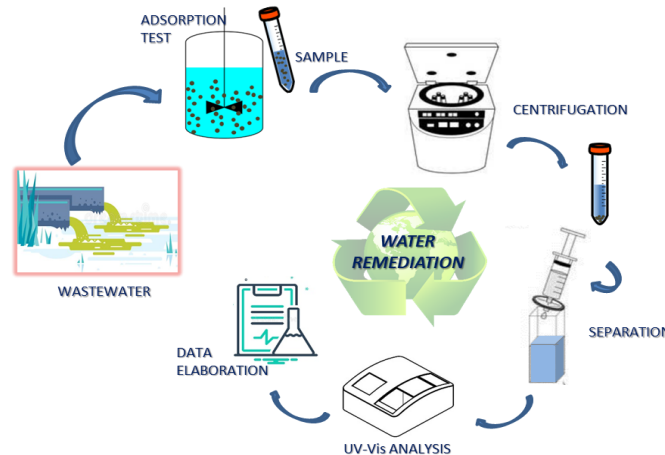 ADSORPTION
TEST
SAMPLE
CENTRIFUGATION
WATER
REMEDIATION
WASTEWATER
SEPARATION
DATA
ELABORATION
UV-Vis ANALYSIS